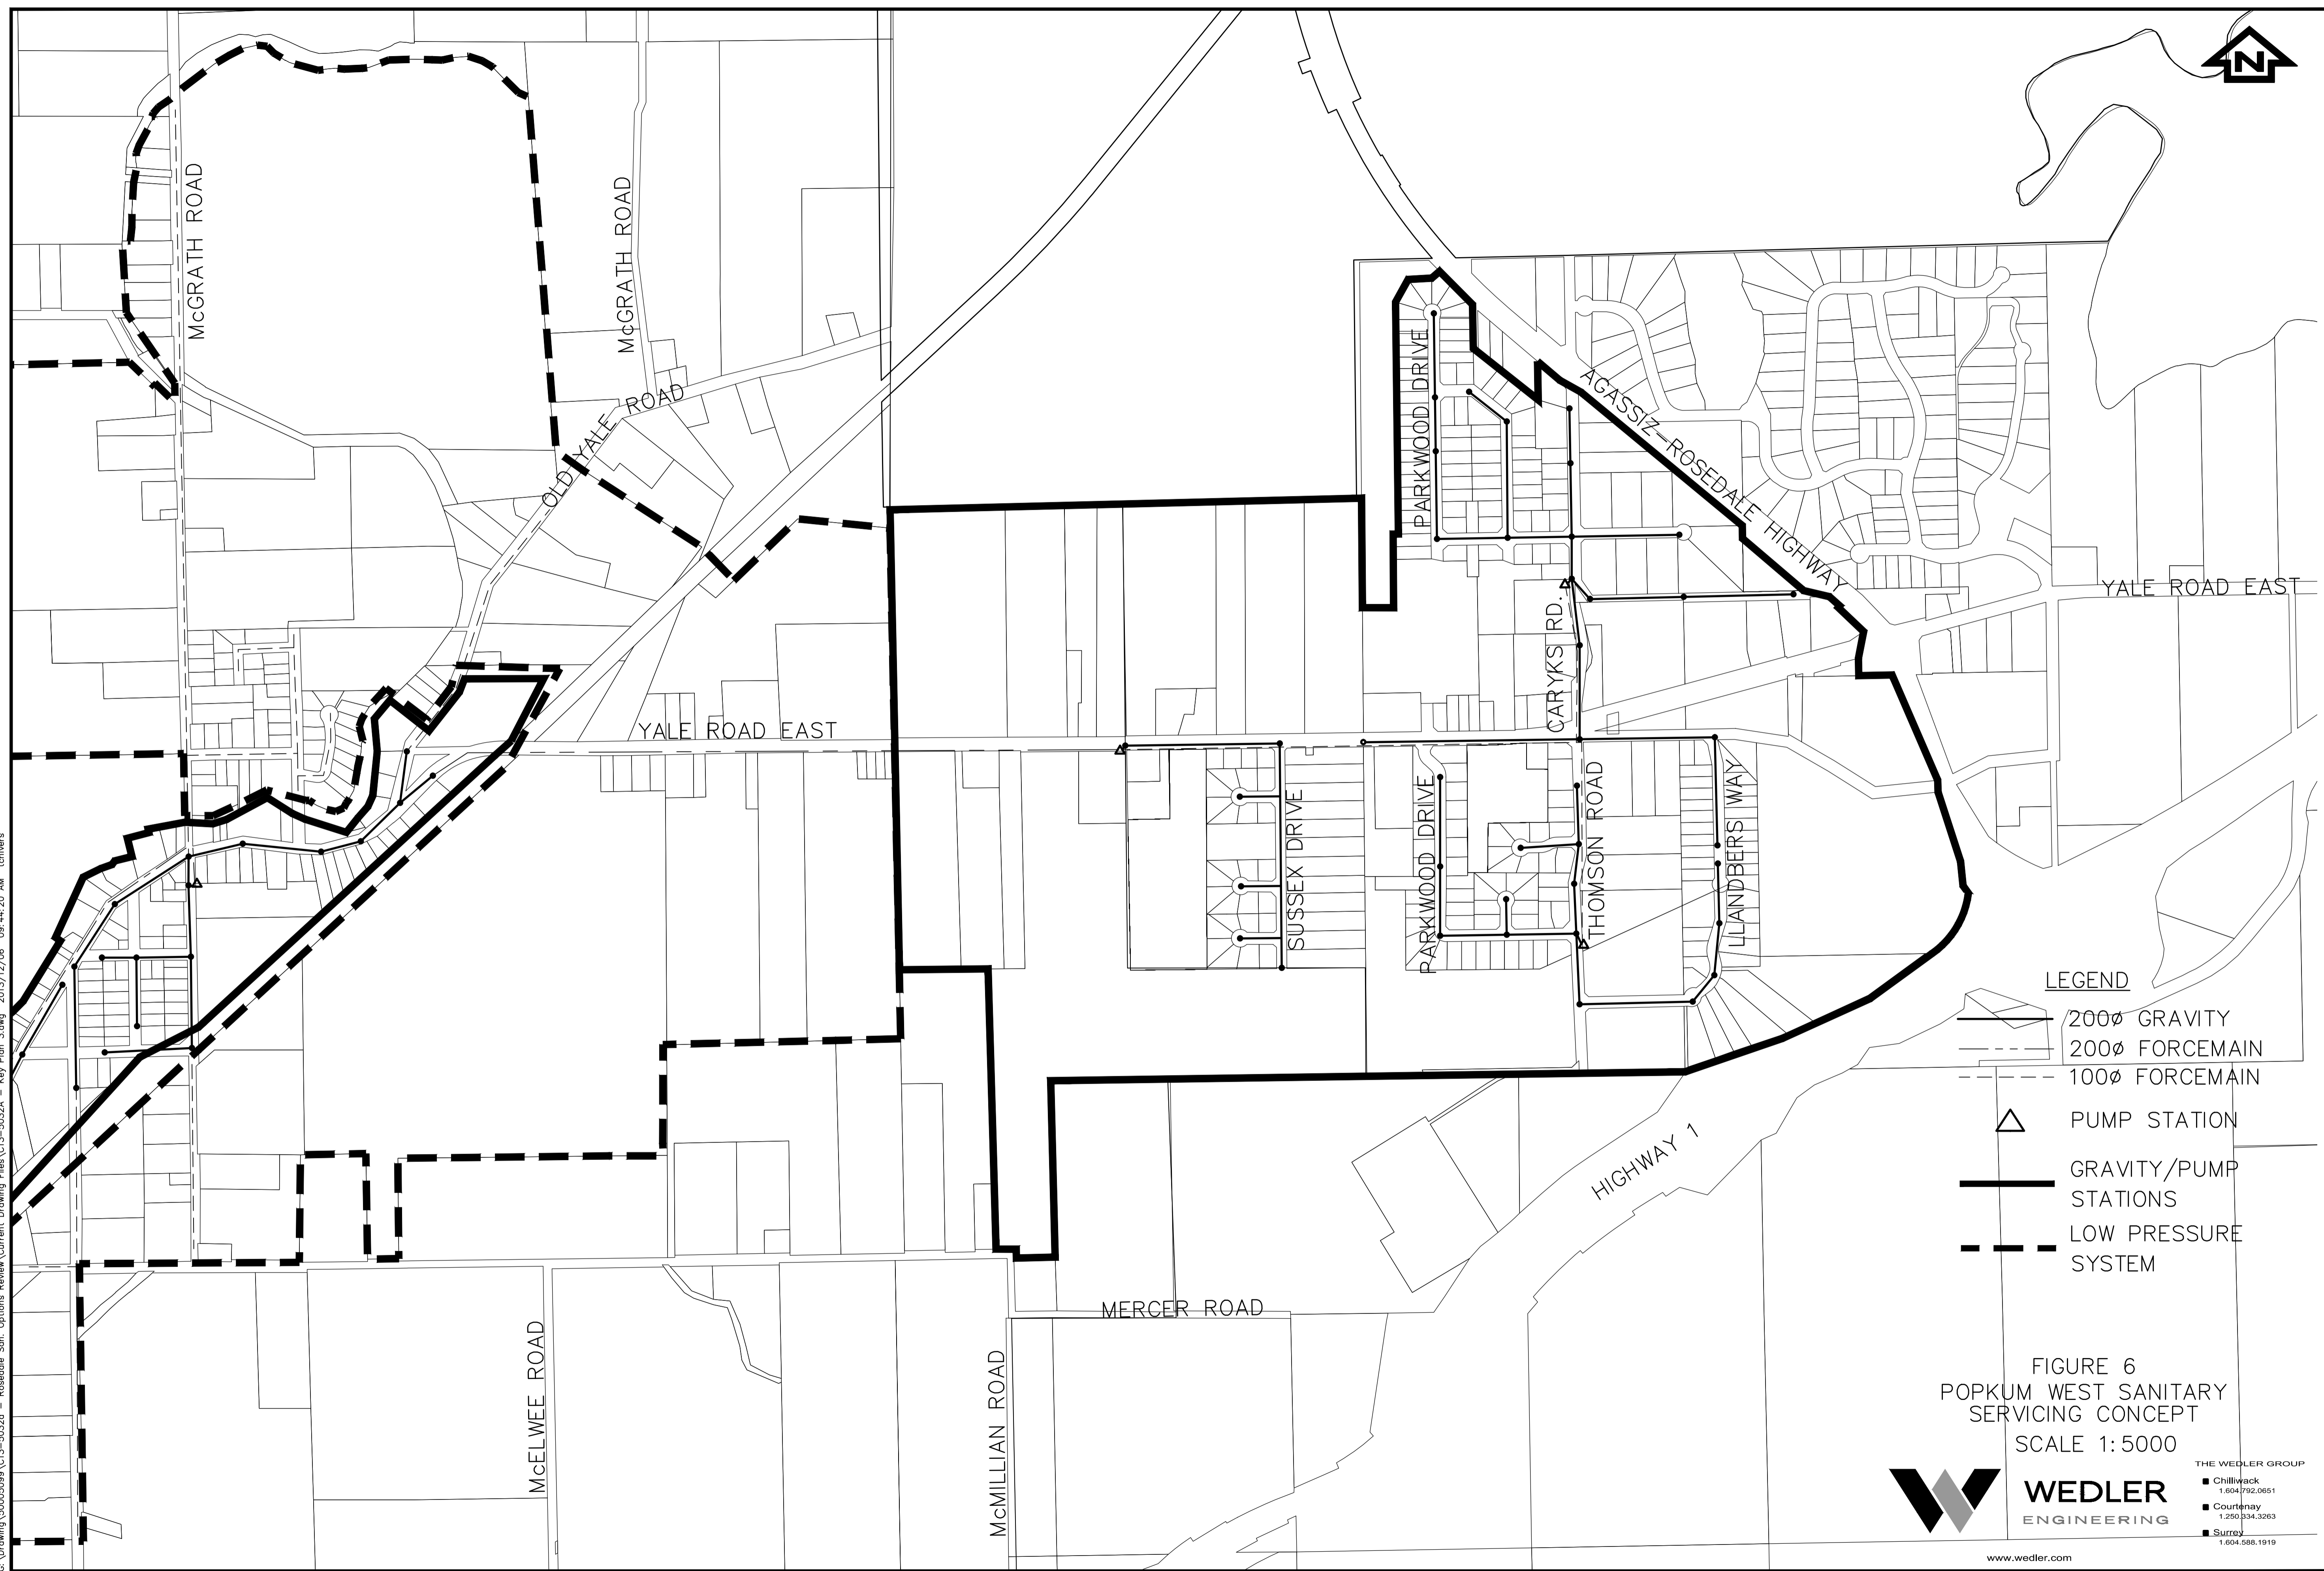 N
McGRATH ROAD
McGRATH ROAD
OLD YALE ROAD
PARKWOOD DRIVE
AGASSIZ-ROSEDALE HIGHWAY
YALE ROAD EAST
CARYKS RD.
YALE ROAD EAST
SUSSEX DRIVE
PARKWOOD DRIVE
THOMSON ROAD
LLANDBERS WAY
HIGHWAY 1
MERCER ROAD
McELWEE ROAD
McMILLIAN ROAD
LEGEND
200ø GRAVITY
200ø FORCEMAIN
100ø FORCEMAIN
PUMP STATION
GRAVITY/PUMP
STATIONS
LOW PRESSURE
SYSTEM
FIGURE 6
POPKUM WEST SANITARY
SERVICING CONCEPT
SCALE 1:5000
WEDLER
ENGINEERING
THE WEDLER GROUP
Chilliwack
1.604.792.0651
Courtenay
1.250.334.3263
Surrey
1.604.588.1919
www.wedler.com